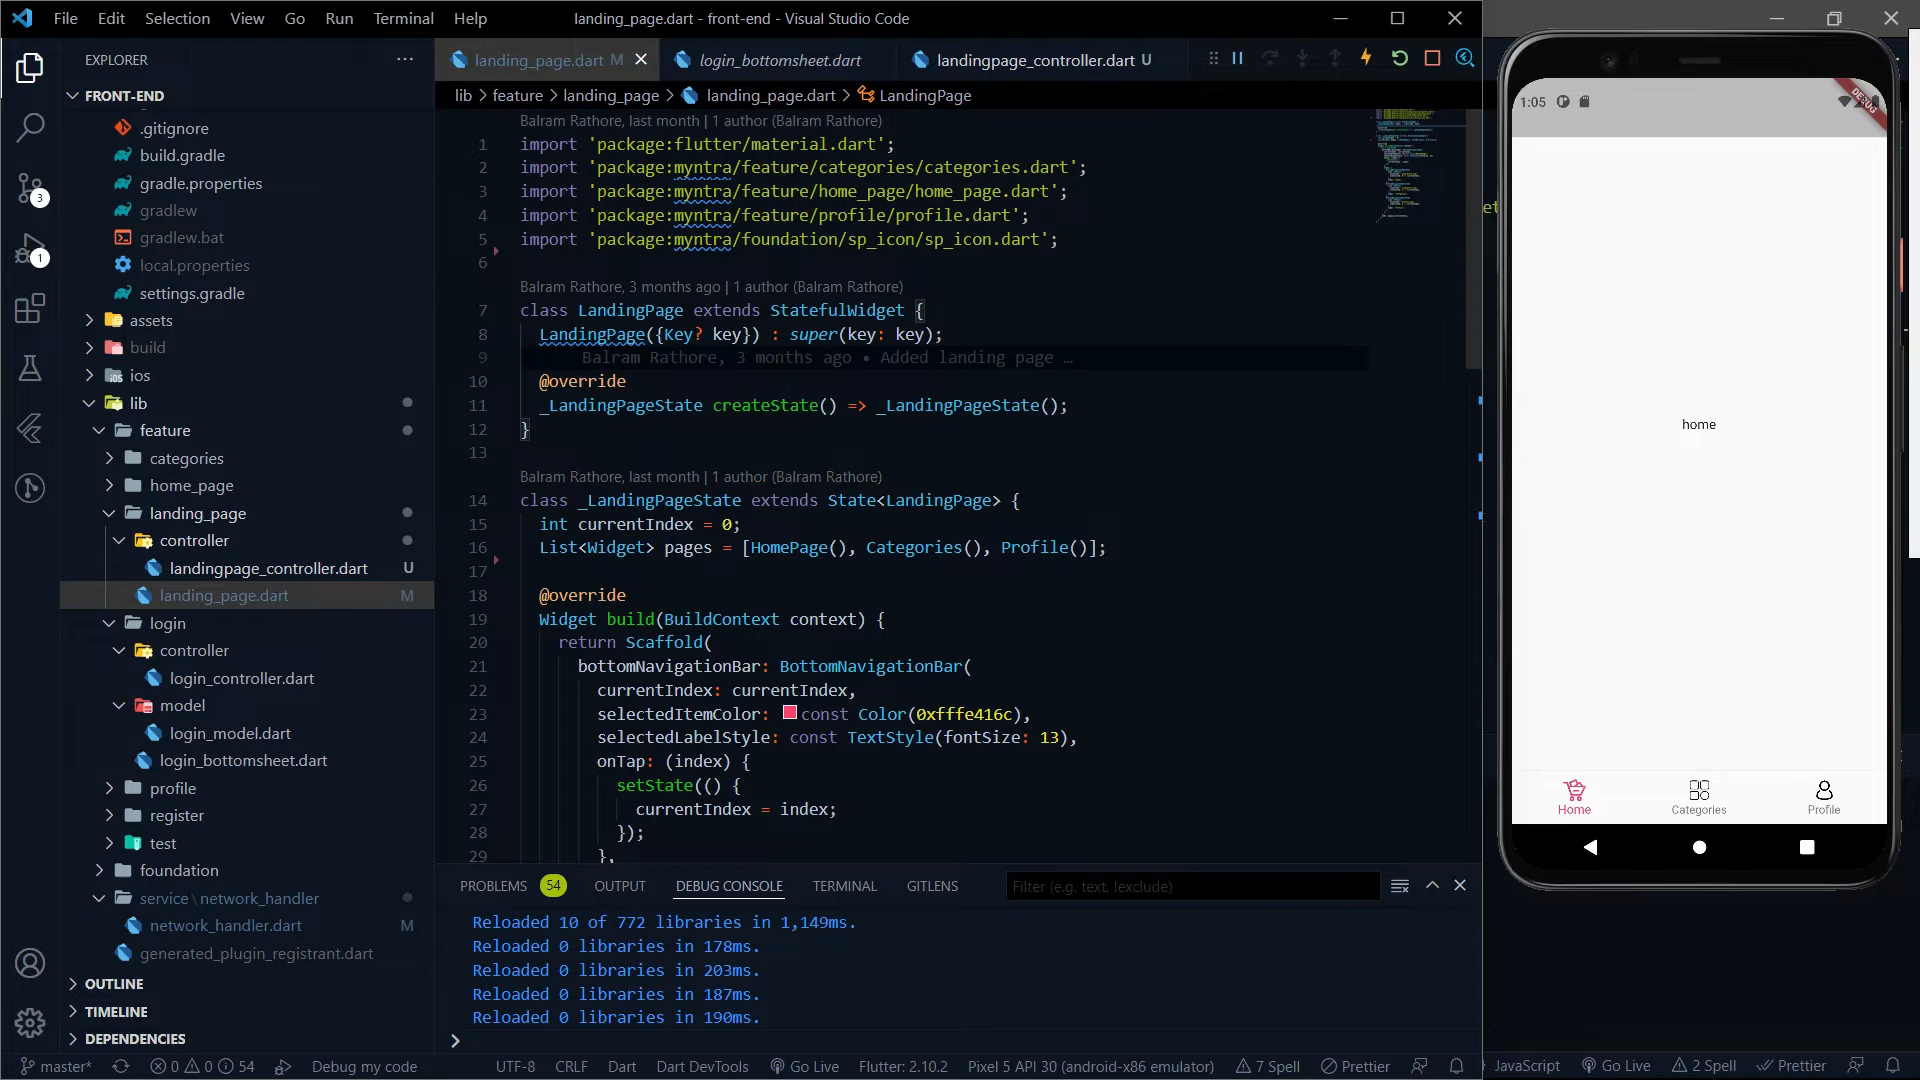 File Edit Selection View Go Run Terminal Help
landing_page.dart - front-end - Visual Studio Code
EXPLORER
FRONT-END
.gitignore
build.gradle
gradle.properties
gradlew
gradlew.bat
local.properties
settings.gradle
assets
build
ios
lib
feature
categories
home_page
landing_page
controller
landingpage_controller.dart U
landing_page.dart M
login
controller
login_controller.dart
model
login_model.dart
login_bottomsheet.dart
profile
register
test
foundation
service\network_handler
network_handler.dart M
generated_plugin_registrant.dart
OUTLINE
TIMELINE
DEPENDENCIES
3
1
landing_page.dart M
login_bottomsheet.dart
landingpage_controller.dart U
lib > feature > landing_page > landing_page.dart > LandingPage
Balram Rathore, last month | 1 author (Balram Rathore)
1 import 'package:flutter/material.dart';
2 import 'package:myntra/feature/categories/categories.dart';
3 import 'package:myntra/feature/home_page/home_page.dart';
4 import 'package:myntra/feature/profile/profile.dart';
5 import 'package:myntra/foundation/sp_icon/sp_icon.dart';
6
Balram Rathore, 3 months ago | 1 author (Balram Rathore)
7 class LandingPage extends StatefulWidget {
8 LandingPage({Key? key}) : super(key: key);
9 Balram Rathore, 3 months ago • Added landing page …
10 @override
11 _LandingPageState createState() => _LandingPageState();
12 }
13
Balram Rathore, last month | 1 author (Balram Rathore)
14 class _LandingPageState extends State<LandingPage> {
15 int currentIndex = 0;
16 List<Widget> pages = [HomePage(), Categories(), Profile()];
17
18 @override
19 Widget build(BuildContext context) {
20 return Scaffold(
21 bottomNavigationBar: BottomNavigationBar(
22 currentIndex: currentIndex,
23 selectedItemColor: const Color(0xfffe416c),
24 selectedLabelStyle: const TextStyle(fontSize: 13),
25 onTap: (index) {
26 setState(() {
27 currentIndex = index;
28 });
29 },
PROBLEMS 54 OUTPUT DEBUG CONSOLE TERMINAL GITLENS
Filter (e.g. text, !exclude)
Reloaded 10 of 772 libraries in 1,149ms.
Reloaded 0 libraries in 178ms.
Reloaded 0 libraries in 203ms.
Reloaded 0 libraries in 187ms.
Reloaded 0 libraries in 190ms.
master* 0 0 54 Debug my code
UTF-8 CRLF Dart Dart DevTools Go Live Flutter: 2.10.2 Pixel 5 API 30 (android-x86 emulator) 7 Spell Prettier
JavaScript Go Live 2 Spell Prettier
et
1:05
DEBUG
home
Home Categories Profile